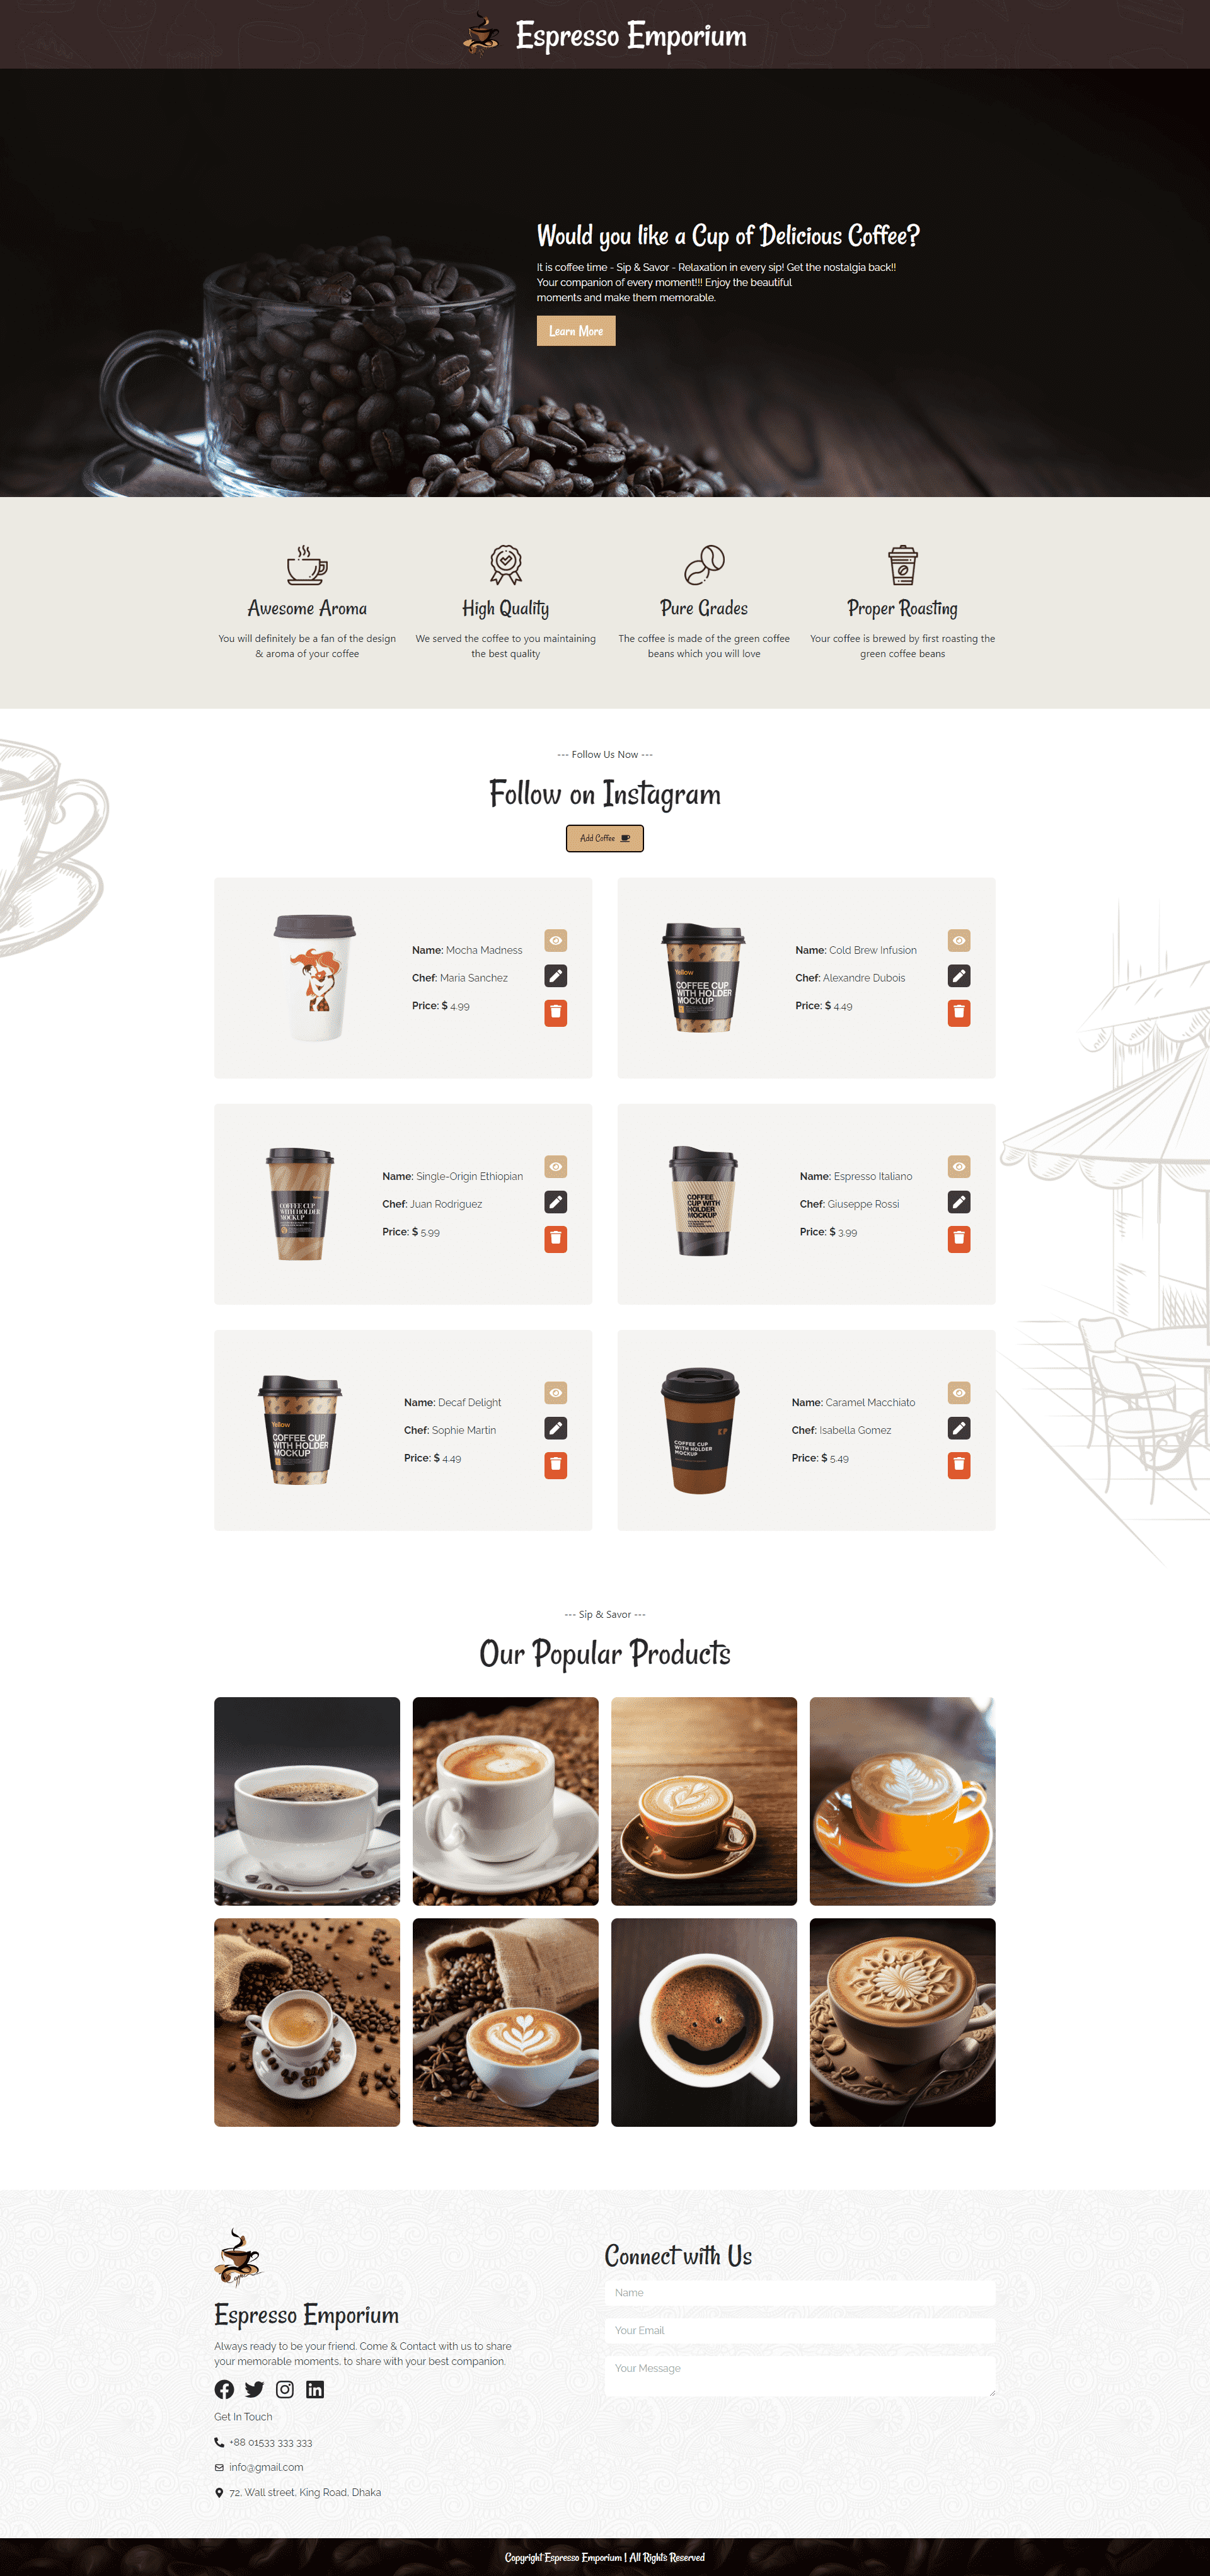 Espresso Emporium
Would you like a Cup of Delicious Coffee?
It is coffee time - Sip & Savor - Relaxation in every sip! Get the nostalgia back!!
Your companion of every moment!!! Enjoy the beautiful
moments and make them memorable.
Learn More
Awesome Aroma
You will definitely be a fan of the design
& aroma of your coffee
High Quality
We served the coffee to you maintaining
the best quality
Pure Grades
The coffee is made of the green coffee
beans which you will love
Proper Roasting
Your coffee is brewed by first roasting the
green coffee beans
--- Follow Us Now ---
Follow on Instagram
Add Coffee
Name: Mocha Madness
Chef: Maria Sanchez
Price: $ 4.99
Yellow
COFFEE CUP
WITH HOLDER
MOCKUP
Name: Cold Brew Infusion
Chef: Alexandre Dubois
Price: $ 4.49
COFFEE CUP
WITH HOLDER
MOCKUP
Name: Single-Origin Ethiopian
Chef: Juan Rodriguez
Price: $ 5.99
COFFEE
CUP WITH
HOLDER
MOCKUP
Name: Espresso Italiano
Chef: Giuseppe Rossi
Price: $ 3.99
Yellow
COFFEE CUP
WITH HOLDER
MOCKUP
Name: Decaf Delight
Chef: Sophie Martin
Price: $ 4.49
COFFEE CUP
WITH HOLDER
MOCKUP
Name: Caramel Macchiato
Chef: Isabella Gomez
Price: $ 5.49
--- Sip & Savor ---
Our Popular Products
Espresso Emporium
Always ready to be your friend. Come & Contact with us to share
your memorable moments, to share with your best companion.
Get In Touch
+88 01533 333 333
info@gmail.com
72, Wall street, King Road, Dhaka
Connect with Us
Name
Your Email
Your Message
Copyright Espresso Emporium ! All Rights Reserved